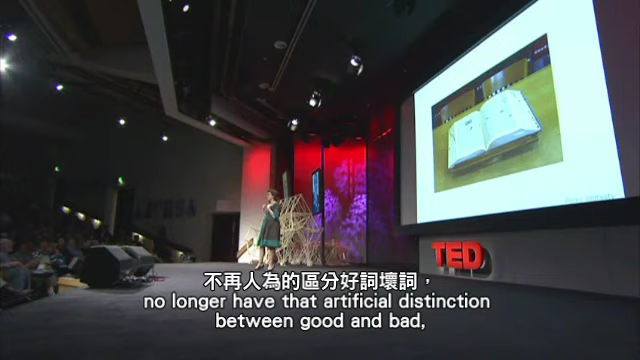 TED
不再人為的區分好詞壞詞，
no longer have that artificial distinction
between good and bad,